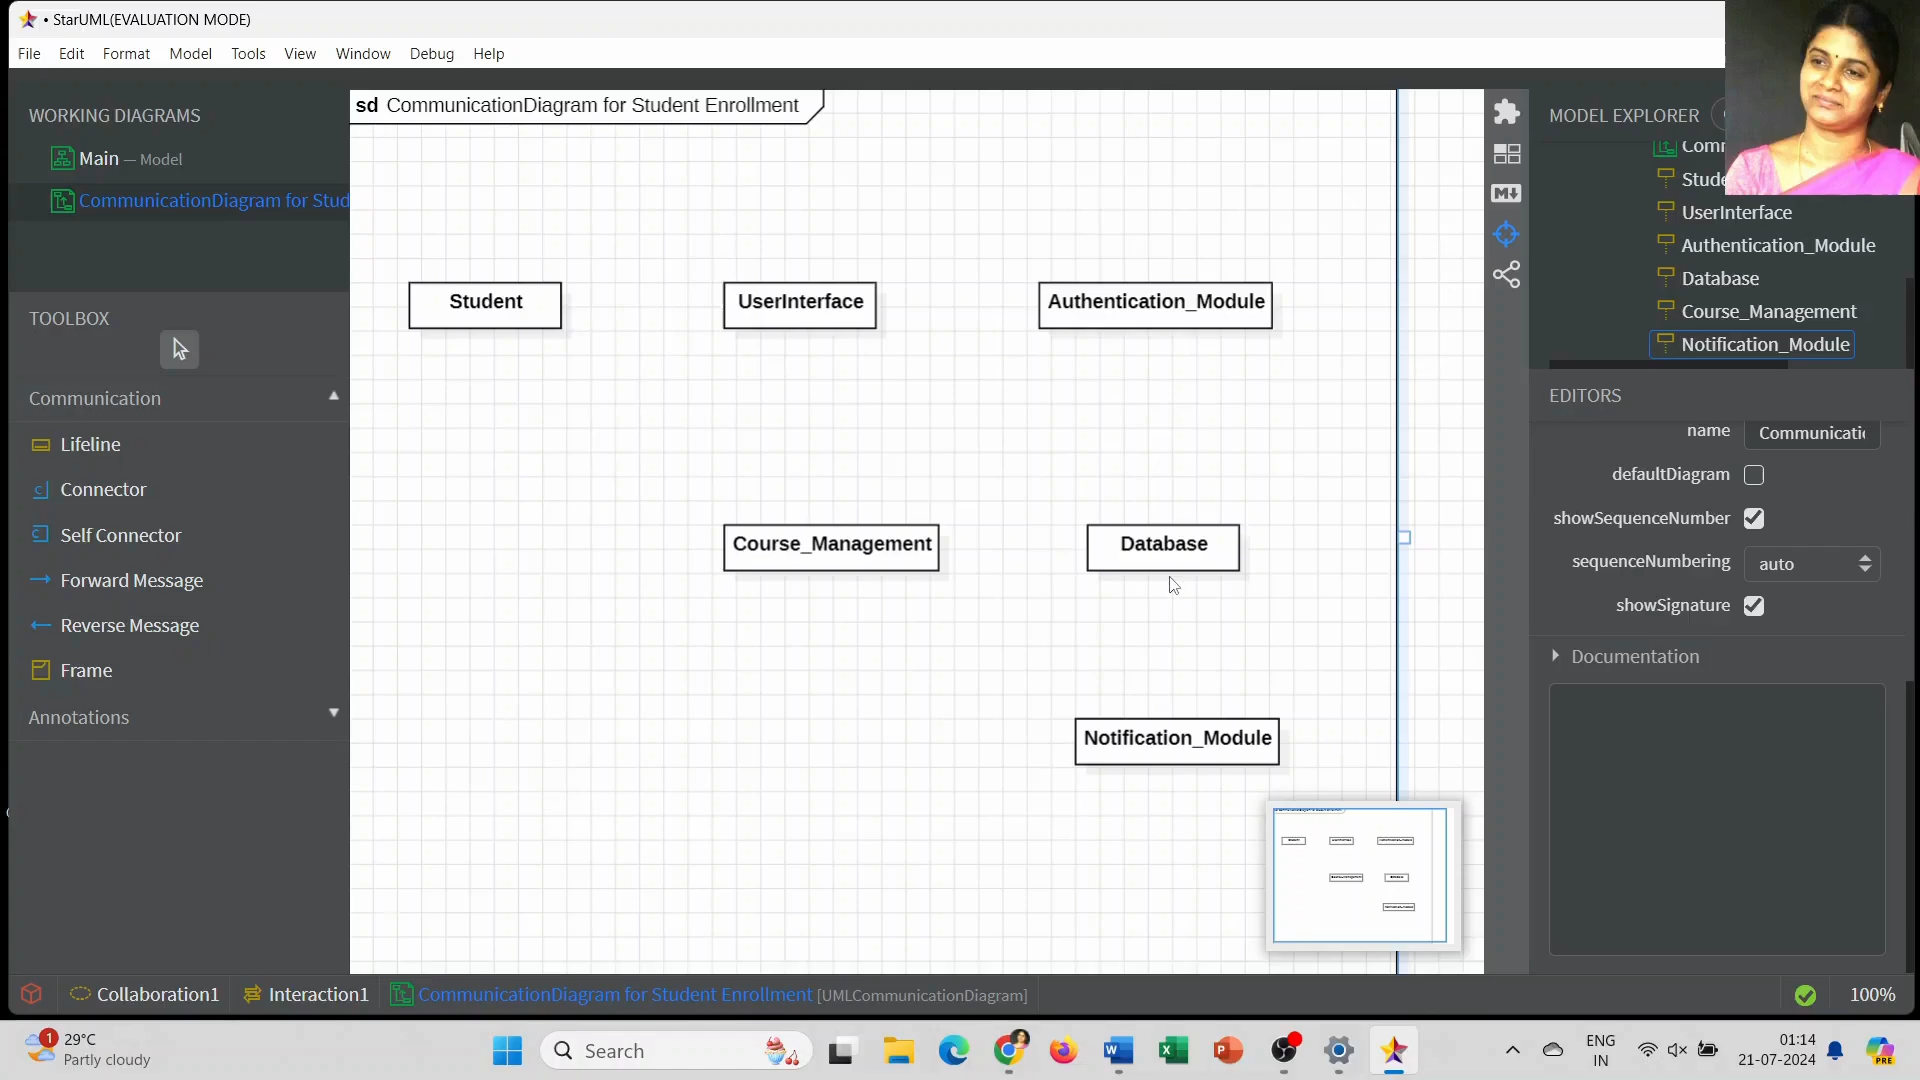 • StarUML(EVALUATION MODE)
File Edit Format Model Tools View Window Debug Help
WORKING DIAGRAMS
Main — Model
CommunicationDiagram for Stud
TOOLBOX
Communication
Lifeline
Connector
Self Connector
Forward Message
Reverse Message
Frame
Annotations
sd CommunicationDiagram for Student Enrollment
Student
UserInterface
Authentication_Module
Course_Management
Database
Notification_Module
MODEL EXPLORER
Comm
Stude
UserInterface
Authentication_Module
Database
Course_Management
Notification_Module
EDITORS
name Communicati
defaultDiagram
showSequenceNumber
sequenceNumbering auto
showSignature
Documentation
Collaboration1 Interaction1 CommunicationDiagram for Student Enrollment [UMLCommunicationDiagram]
100%
1
29°C
Partly cloudy
Search
ENG
IN
01:14
21-07-2024
PRE